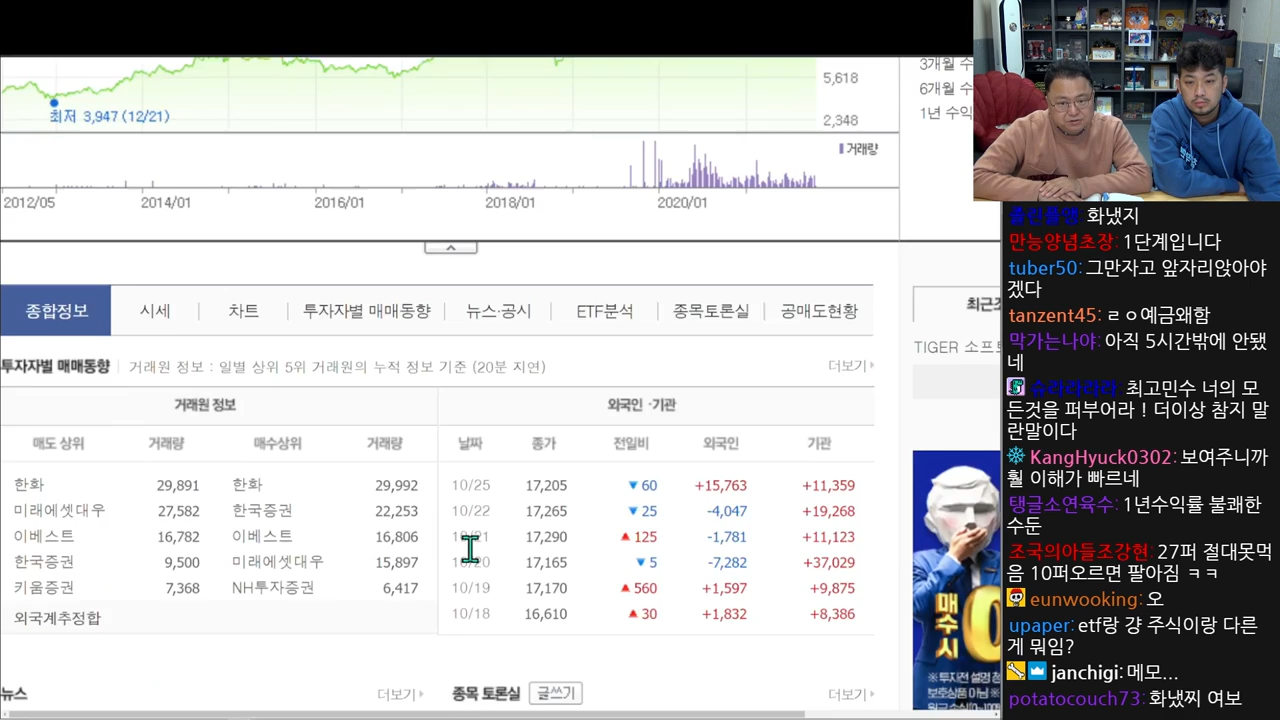 5,618
최저 3,947 (12/21)
2,348
거래량
2012/05 2014/01 2016/01 2018/01 2020/01
3개월 수
6개월 수
1년 수익
종합정보 시세 차트 투자자별 매매동향 뉴스·공시 ETF분석 종목토론실 공매도현황
투자자별 매매동향 거래원 정보 : 일별 상위 5위 거래원의 누적 정보 기준 (20분 지연) 더보기
거래원 정보 외국인 · 기관
매도 상위 거래량 매수상위 거래량 날짜 종가 전일비 외국인 기관
한화 29,891 한화 29,952 10/25 17,205 ▼ 60 +15,763 +11,359
미래에셋대우 27,582 한국증권 22,253 10/22 17,265 ▼ 25 -4,047 +19,268
이베스트 16,782 이베스트 16,806 17,290 ▲ 125 -1,781 +11,123
한국증권 9,500 미래에셋대우 15,897 17,165 ▼ 5 -7,282 +37,029
키움증권 7,368 NH투자증권 6,417 10/19 17,170 ▲ 560 +1,597 +9,875
외국계추정합 10/18 16,610 ▲ 30 +1,832 +8,386
뉴스 더보기 종목 토론실 글쓰기 더보기
TIGER 소프트
매수시
화냈지
만능양념초장: 1단계입니다
tuber50: 그만자고 앞자리앉아야
겠다
tanzent45: ㄹㅇ예금왜함
막가는나야: 아직 5시간밖에 안됐
네
슈라라라라: 최고민수 너의 모
든것을 퍼부어라 ! 더이상 참지 말
란말이다
KangHyuck0302: 보여주니까
훨 이해가 빠르네
탱글소연육수: 1년수익률 불쾌한
수둔
조국의아들조강현: 27퍼 절대못먹
음 10퍼오르면 팔아짐 ㅋㅋ
eunwooking: 오
upaper: etf랑 걍 주식이랑 다른
게 뭐임?
janchigi: 메모...
potatocouch73: 화냈찌 여보